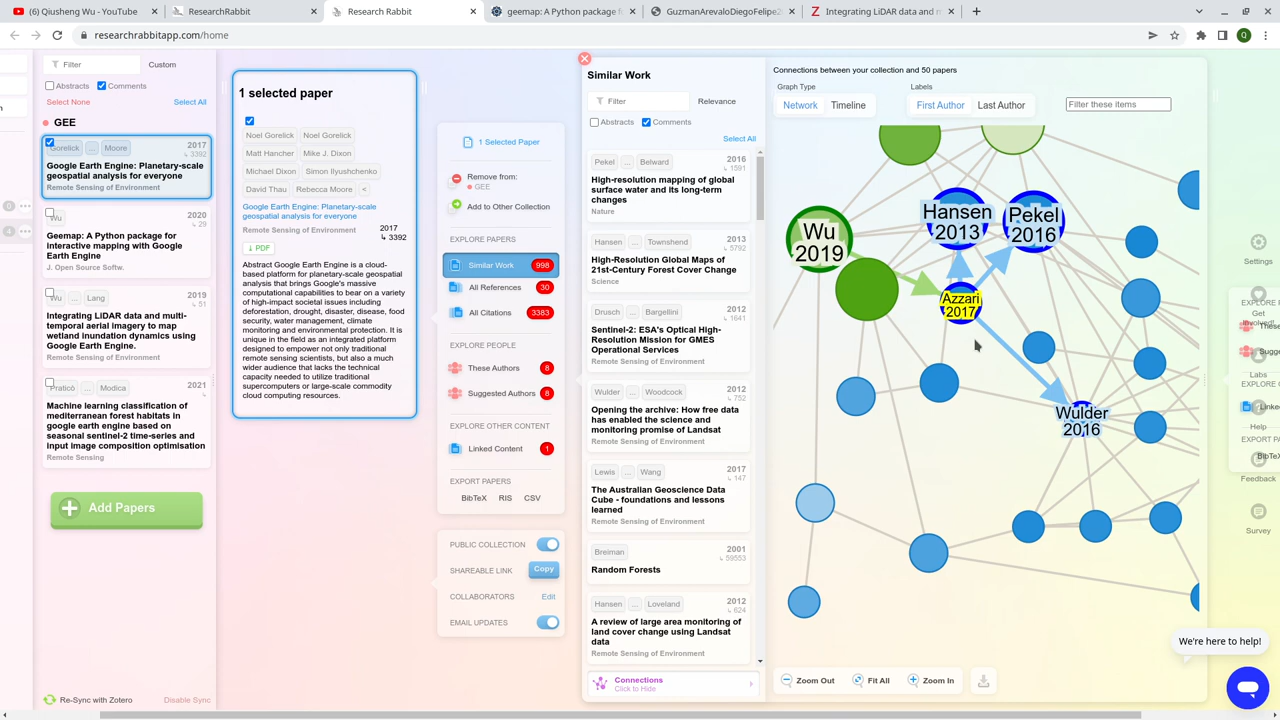 (6) Qiusheng Wu - YouTube
ResearchRabbit
Research Rabbit
geemap: A Python package f
GuzmanArevaloDiegoFelipe2
Integrating LiDAR data and m
researchrabbitapp.com/home
Q
Filter
Custom
Abstracts
Comments
Select None
Select All
GEE
Gorelick ... Moore 2017
3392
Google Earth Engine: Planetary-scale
geospatial analysis for everyone
Remote Sensing of Environment
Wu 2020
29
Geemap: A Python package for
interactive mapping with Google
Earth Engine
J. Open Source Softw.
Wu ... Lang 2019
51
Integrating LiDAR data and multi-
temporal aerial imagery to map
wetland inundation dynamics using
Google Earth Engine.
Remote Sensing of Environment
Praticò ... Modica 2021
Machine learning classification of
mediterranean forest habitats in
google earth engine based on
seasonal sentinel-2 time-series and
input image composition optimisation
Remote Sensing
Add Papers
Re-Sync with Zotero
Disable Sync
1 selected paper
Noel Gorelick Noel Gorelick
Matt Hancher Mike J. Dixon
Michael Dixon Simon Ilyushchenko
David Thau Rebecca Moore <
Google Earth Engine: Planetary-scale
geospatial analysis for everyone
Remote Sensing of Environment 2017
3392
↓ PDF
Abstract Google Earth Engine is a cloud-
based platform for planetary-scale geospatial
analysis that brings Google's massive
computational capabilities to bear on a variety
of high-impact societal issues including
deforestation, drought, disaster, disease, food
security, water management, climate
monitoring and environmental protection. It is
unique in the field as an integrated platform
designed to empower not only traditional
remote sensing scientists, but also a much
wider audience that lacks the technical
capacity needed to utilize traditional
supercomputers or large-scale commodity
cloud computing resources.
1 Selected Paper
Remove from:
GEE
Add to Other Collection
EXPLORE PAPERS
Similar Work 998
All References 30
All Citations 3383
EXPLORE PEOPLE
These Authors 8
Suggested Authors 8
EXPLORE OTHER CONTENT
Linked Content 1
EXPORT PAPERS
BibTeX RIS CSV
PUBLIC COLLECTION
SHAREABLE LINK Copy
COLLABORATORS Edit
EMAIL UPDATES
Similar Work
Filter
Relevance
Abstracts
Comments
Select All
Pekel ... Belward 2016
1591
High-resolution mapping of global
surface water and its long-term
changes
Nature
Hansen ... Townshend 2013
5792
High-Resolution Global Maps of
21st-Century Forest Cover Change
Science
Drusch ... Bargellini 2012
1641
Sentinel-2: ESA's Optical High-
Resolution Mission for GMES
Operational Services
Remote Sensing of Environment
Wulder ... Woodcock 2012
752
Opening the archive: How free data
has enabled the science and
monitoring promise of Landsat
Remote Sensing of Environment
Lewis ... Wang 2017
147
The Australian Geoscience Data
Cube - foundations and lessons
learned
Remote Sensing of Environment
Breiman 2001
59553
Random Forests
Hansen ... Loveland 2012
624
A review of large area monitoring of
land cover change using Landsat
data
Remote Sensing of Environment
Connections
Click to Hide
Connections between your collection and 50 papers
Graph Type
Network Timeline
Labels
First Author Last Author
Filter these items
Wu
2019
Hansen
2013
Pekel
2016
Azzari
2017
Wulder
2016
Zoom Out
Fit All
Zoom In
Settings
Labs
Help
Feedback
Survey
We're here to help!